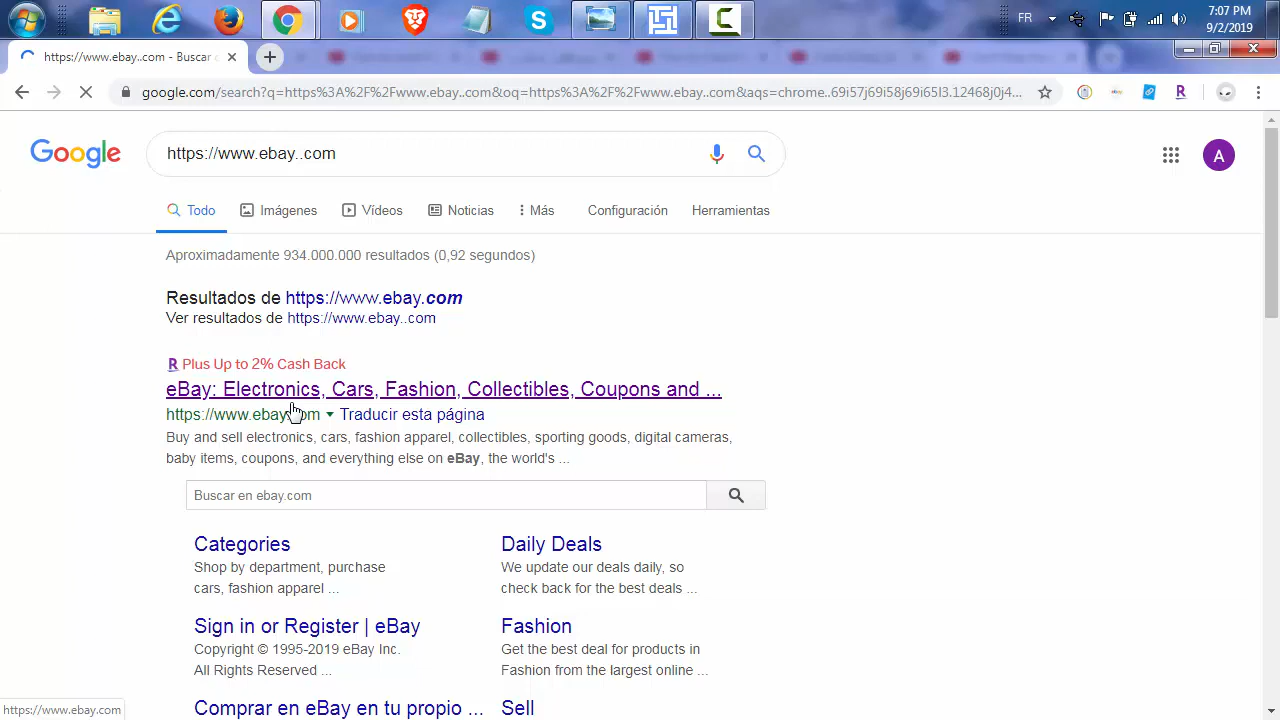 FR
7:07 PM
9/2/2019
https://www.ebay..com - Buscar
google.com/search?q=https%3A%2F%2Fwww.ebay..com&oq=https%3A%2F%2Fwww.ebay..com&aqs=chrome..69i57j69i58j69i65l3.12468j0j4...
Google
https://www.ebay..com
A
Todo Imágenes Vídeos Noticias Más Configuración Herramientas
Aproximadamente 934.000.000 resultados (0,92 segundos)
Resultados de https://www.ebay.com
Ver resultados de https://www.ebay..com
R Plus Up to 2% Cash Back
eBay: Electronics, Cars, Fashion, Collectibles, Coupons and ...
https://www.ebay.com Traducir esta página
Buy and sell electronics, cars, fashion apparel, collectibles, sporting goods, digital cameras,
baby items, coupons, and everything else on eBay, the world's ...
Buscar en ebay.com
Categories
Shop by department, purchase
cars, fashion apparel ...
Daily Deals
We update our deals daily, so
check back for the best deals ...
Sign in or Register | eBay
Copyright © 1995-2019 eBay Inc.
All Rights Reserved ...
Fashion
Get the best deal for products in
Fashion from the largest online ...
Comprar en eBay en tu propio ...
Sell
https://www.ebay.com